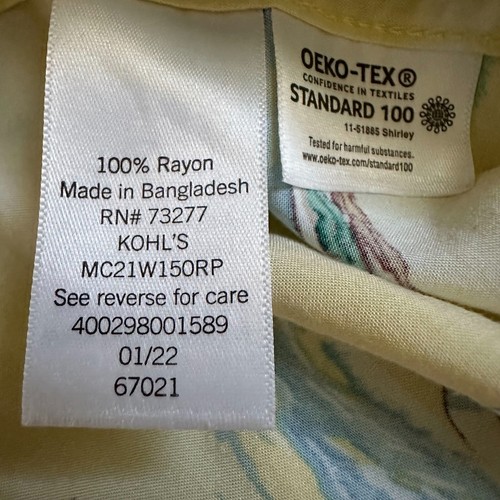 100% Rayon
Made in Bangladesh
RN# 73277
KOHL'S
MC21W150RP
See reverse for care
400298001589
01/22
67021
OEKO-TEX®
CONFIDENCE IN TEXTILES
STANDARD 100
11-51885 Shirley
Tested for harmful substances.
www.oeko-tex.com/standard100